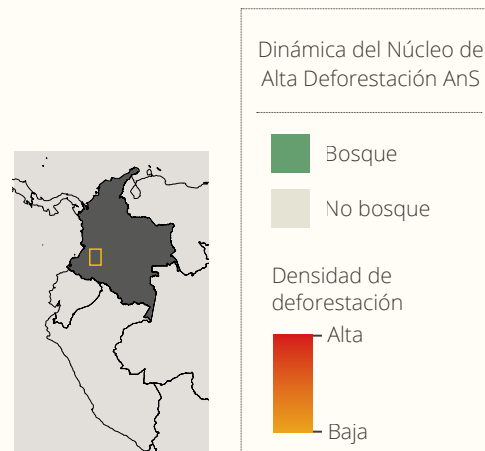 Dinámica del Núcleo de
Alta Deforestación AnS
Bosque
No bosque
Densidad de
deforestación
Alta
Baja